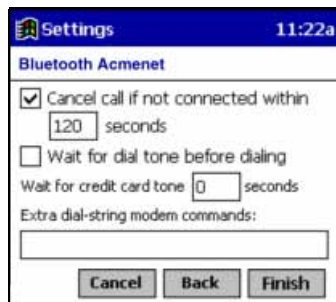 Settings 11:22a
Bluetooth Acmenet
Cancel call if not connected within
120 seconds
Wait for dial tone before dialing
Wait for credit card tone 0 seconds
Extra dial-string modem commands:
Cancel Back Finish